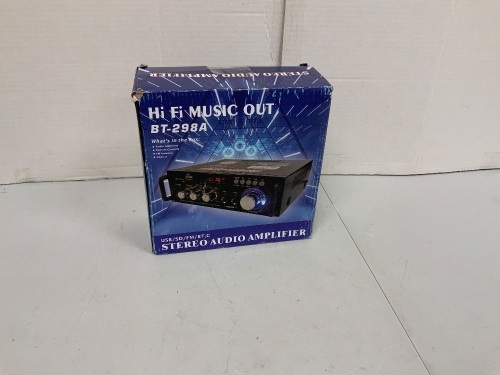 STEREO AUDIO AMPLIFIER
Hi Fi MUSIC OUT
BT-298A
What's in the box:
USB/SD/FM/BT/C
STEREO AUDIO AMPLIFIER